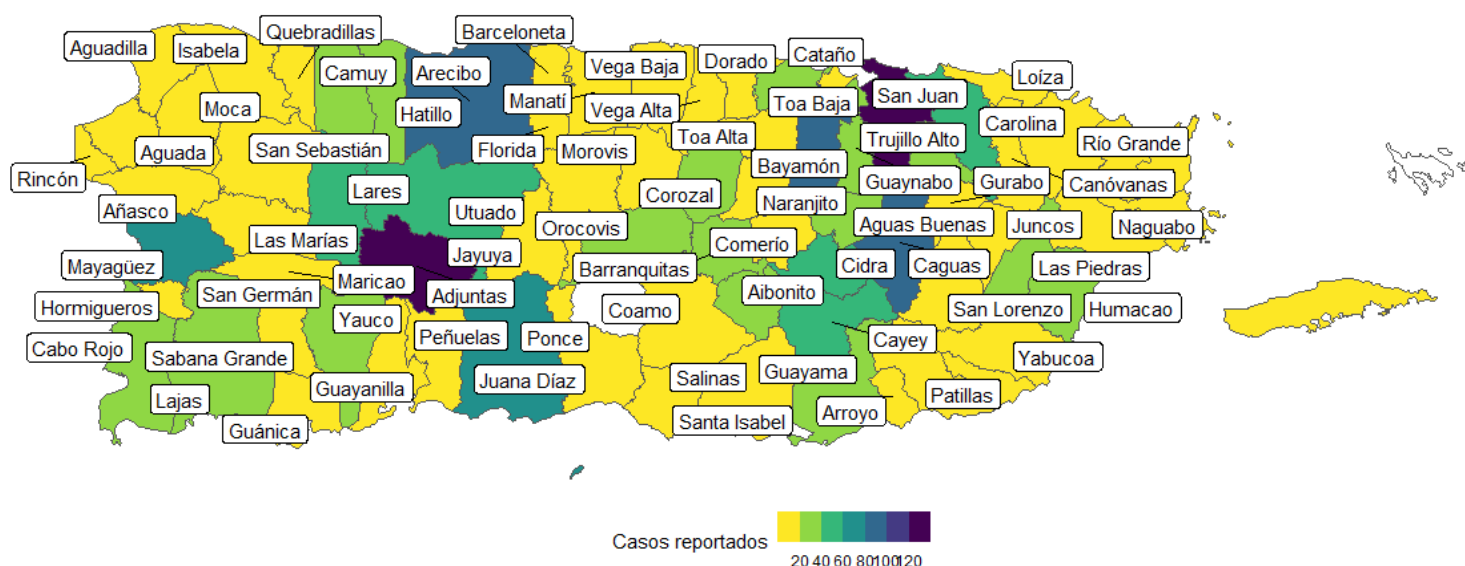 Quebradillas
Barceloneta
Aguadilla
Isabela
Cataño
Camuy
Arecibo
Vega Baja
Dorado
Loíza
Moca
Hatillo
Manatí
Vega Alta
Toa Baja
San Juan
Carolina
Aguada
San Sebastián
Florida
Morovis
Toa Alta
Trujillo Alto
Río Grande
Rincón
Bayamón
Lares
Corozal
Guaynabo
Gurabo
Canóvanas
Añasco
Utuado
Naranjito
Las Marías
Orocovis
Aguas Buenas
Juncos
Naguabo
Mayagüez
Jayuya
Comerío
Maricao
Barranquitas
Cidra
Caguas
Las Piedras
Hormigueros
San Germán
Adjuntas
Aibonito
Yauco
Coamo
San Lorenzo
Humacao
Cabo Rojo
Peñuelas
Ponce
Cayey
Sabana Grande
Yabucoa
Guayanilla
Juana Díaz
Salinas
Guayama
Lajas
Patillas
Guánica
Santa Isabel
Arroyo
Casos reportados
20 40 60 80 100 120